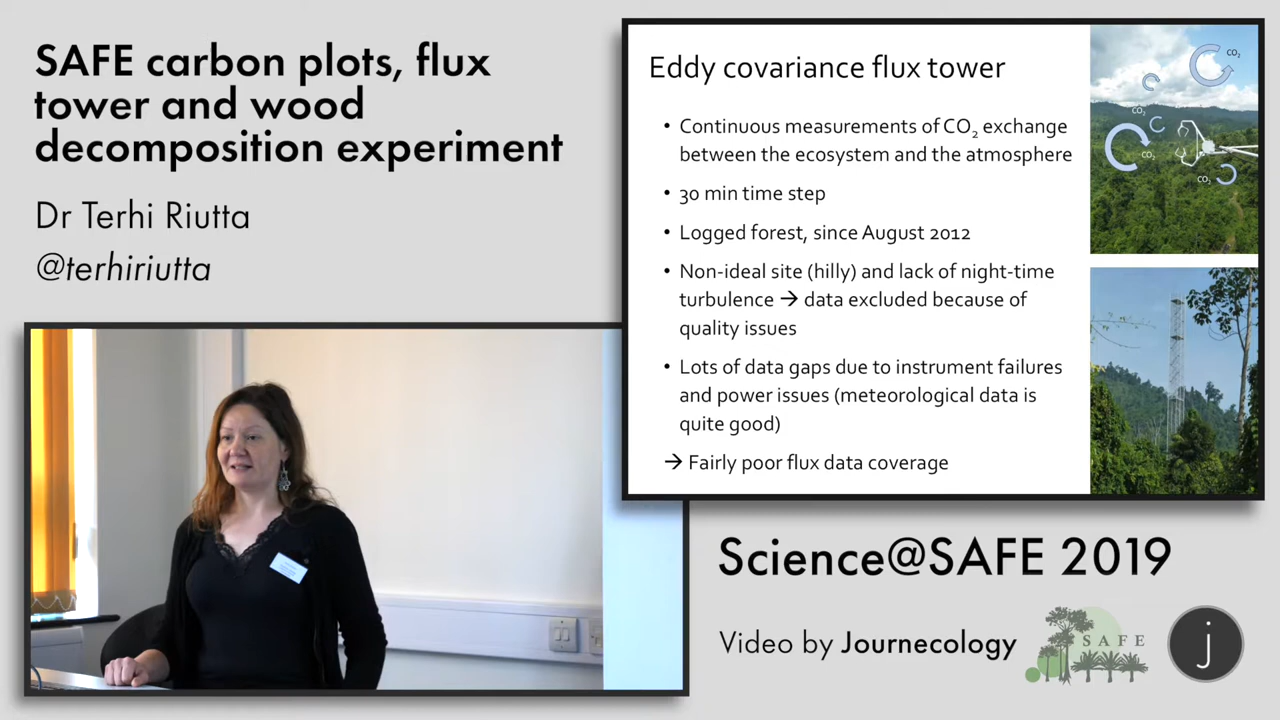 SAFE carbon plots, flux
tower and wood
decomposition experiment
Dr Terhi Riutta
@terhiriutta
Eddy covariance flux tower
• Continuous measurements of CO₂ exchange
between the ecosystem and the atmosphere
• 30 min time step
• Logged forest, since August 2012
• Non-ideal site (hilly) and lack of night-time
turbulence → data excluded because of
quality issues
• Lots of data gaps due to instrument failures
and power issues (meteorological data is
quite good)
→ Fairly poor flux data coverage
CO₂
CO₂
CO₂
CO₂
Science@SAFE 2019
Video by Journecology
SAFE
j